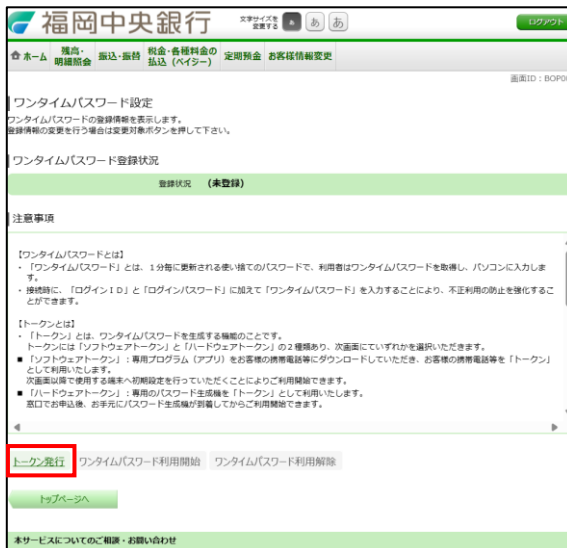 福岡中央銀行
文字サイズを
変更する
あ あ あ
ログアウト
ホーム
残高・
明細照会
振込・振替
税金・各種料金の
払込（ペイジー）
定期預金
お客様情報変更
画面ID：BOP0
ワンタイムパスワード設定
ワンタイムパスワードの登録情報を表示します。
登録情報の変更を行う場合は変更対象ボタンを押して下さい。
ワンタイムパスワード登録状況
登録状況 （未登録）
注意事項
【ワンタイムパスワードとは】
・「ワンタイムパスワード」とは、１分毎に更新される使い捨てのパスワードで、利用者はワンタイムパスワードを取得し、パソコンに入力しま
す。
・接続時に、「ログインＩＤ」と「ログインパスワード」に加えて「ワンタイムパスワード」を入力することにより、不正利用の防止を強化するこ
とができます。
【トークンとは】
・「トークン」とは、ワンタイムパスワードを生成する機能のことです。
トークンには「ソフトウェアトークン」と「ハードウェアトークン」の２種類あり、次画面にていずれかを選択いただきます。
■「ソフトウェアトークン」：専用プログラム（アプリ）をお客様の携帯電話等にダウンロードしていただき、お客様の携帯電話等を「トークン」
として利用いたします。
次画面以降で使用する端末へ初期設定を行っていただくことによりご利用開始できます。
■「ハードウェアトークン」：専用のパスワード生成機を「トークン」として利用いたします。
窓口でお申込後、お手元にパスワード生成機が到着してからご利用開始できます。
トークン発行 ワンタイムパスワード利用開始 ワンタイムパスワード利用解除
トップページへ
本サービスについてのご相談・お問い合わせ